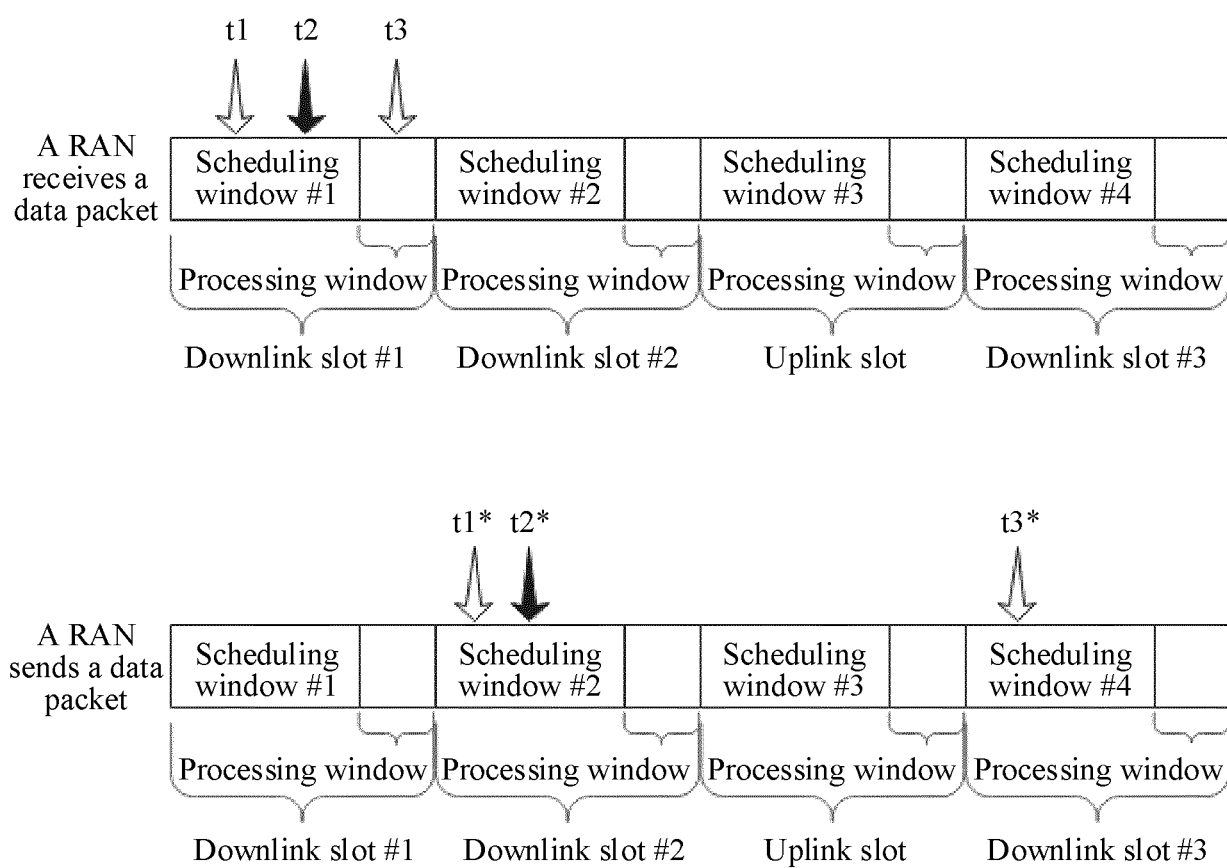 t1 t2 t3
A RAN
receives a
data packet
Scheduling
window #1
Scheduling
window #2
Scheduling
window #3
Scheduling
window #4
Processing window Processing window Processing window Processing window
Downlink slot #1 Downlink slot #2 Uplink slot Downlink slot #3
t1* t2* t3*
A RAN
sends a data
packet
Scheduling
window #1
Scheduling
window #2
Scheduling
window #3
Scheduling
window #4
Processing window Processing window Processing window Processing window
Downlink slot #1 Downlink slot #2 Uplink slot Downlink slot #3